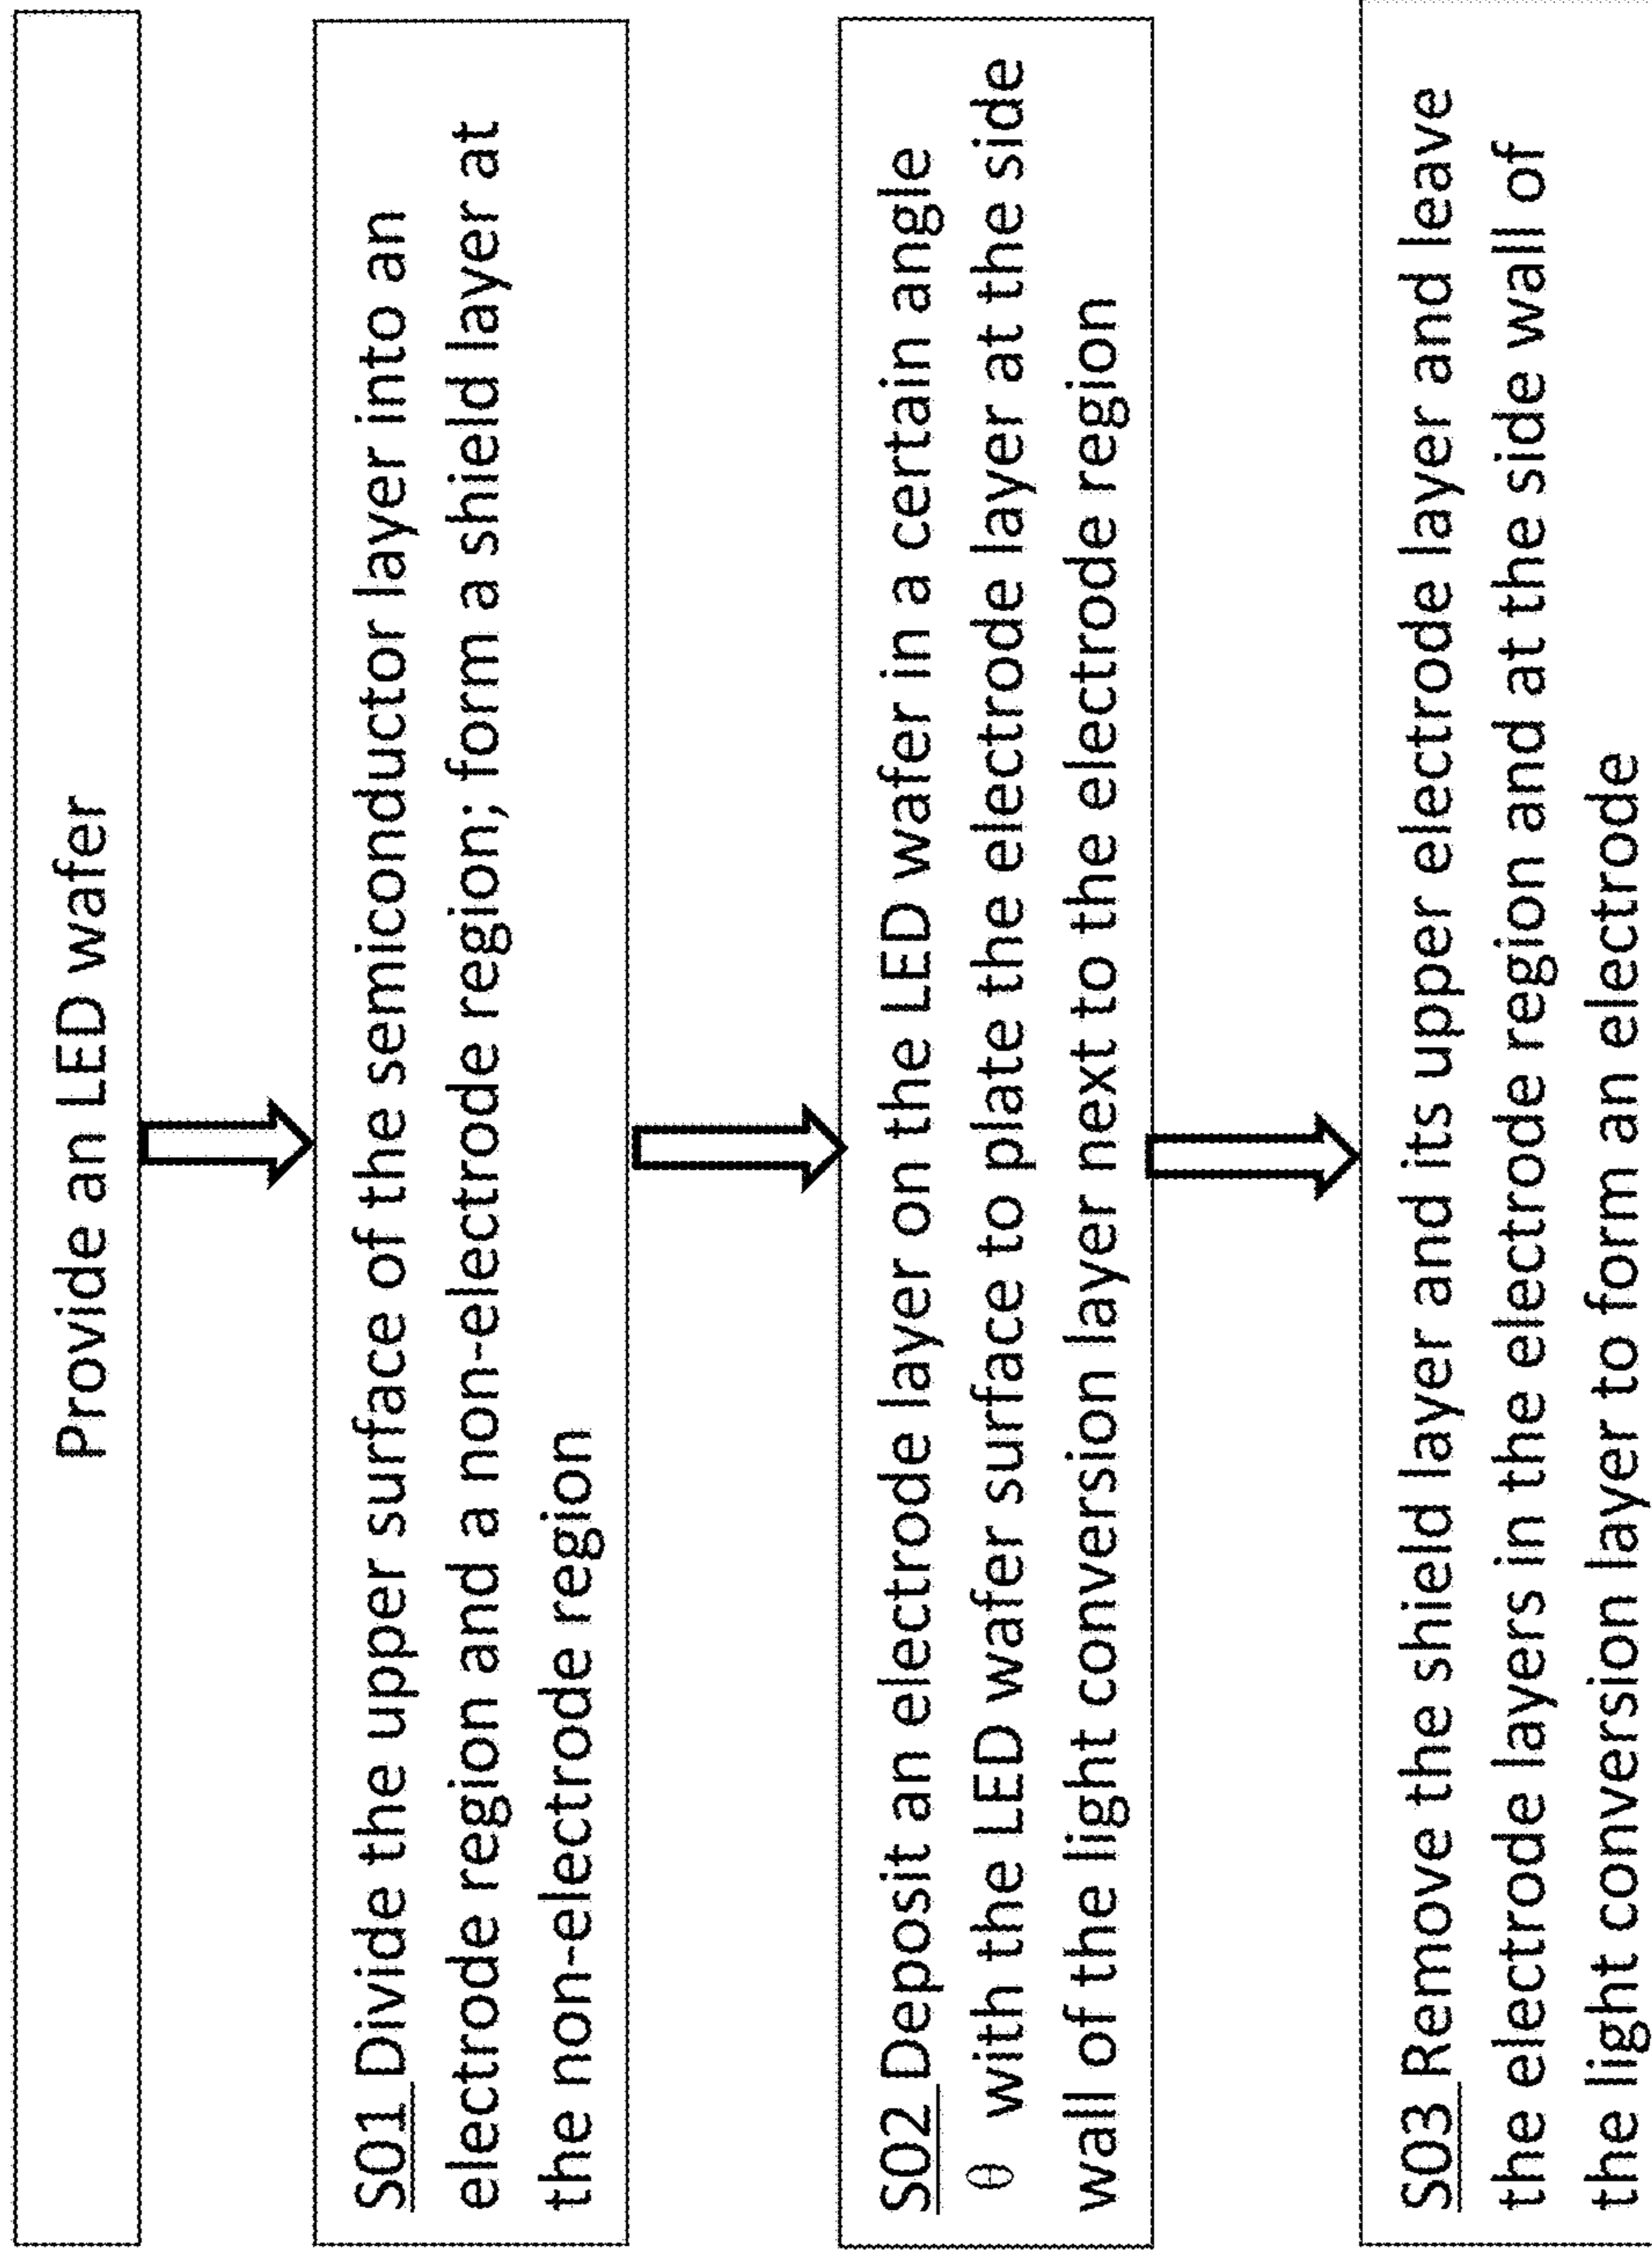 Provide an LED wafer
S01 Divide the upper surface of the semiconductor layer into an
electrode region and a non-electrode region; form a shield layer at
the non-electrode region
S02 Deposit an electrode layer on the LED wafer in a certain angle
θ with the LED wafer surface to plate the electrode layer at the side
wall of the light conversion layer next to the electrode region
S03 Remove the shield layer and its upper electrode layer and leave
the electrode layers in the electrode region and at the side wall of
the light conversion layer to form an electrode